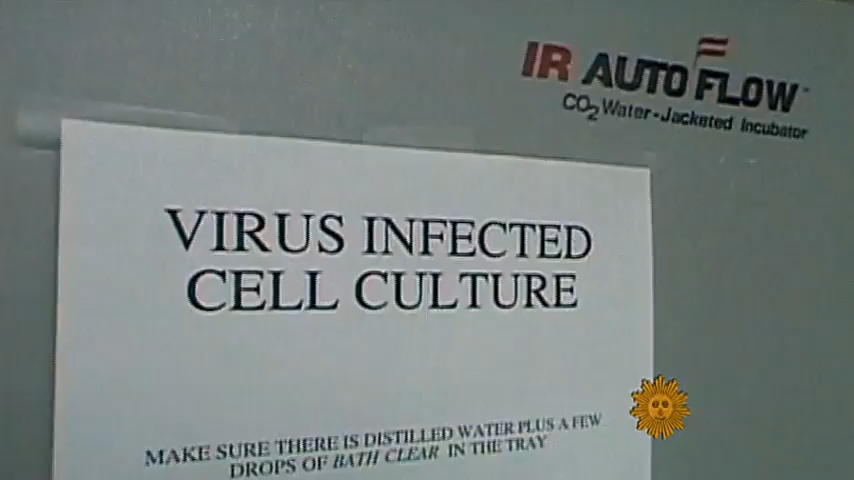 IR AUTO FLOW™
CO2 Water-Jacketed Incubator
VIRUS INFECTED
CELL CULTURE
MAKE SURE THERE IS DISTILLED WATER PLUS A FEW
DROPS OF BATH CLEAR IN THE TRAY